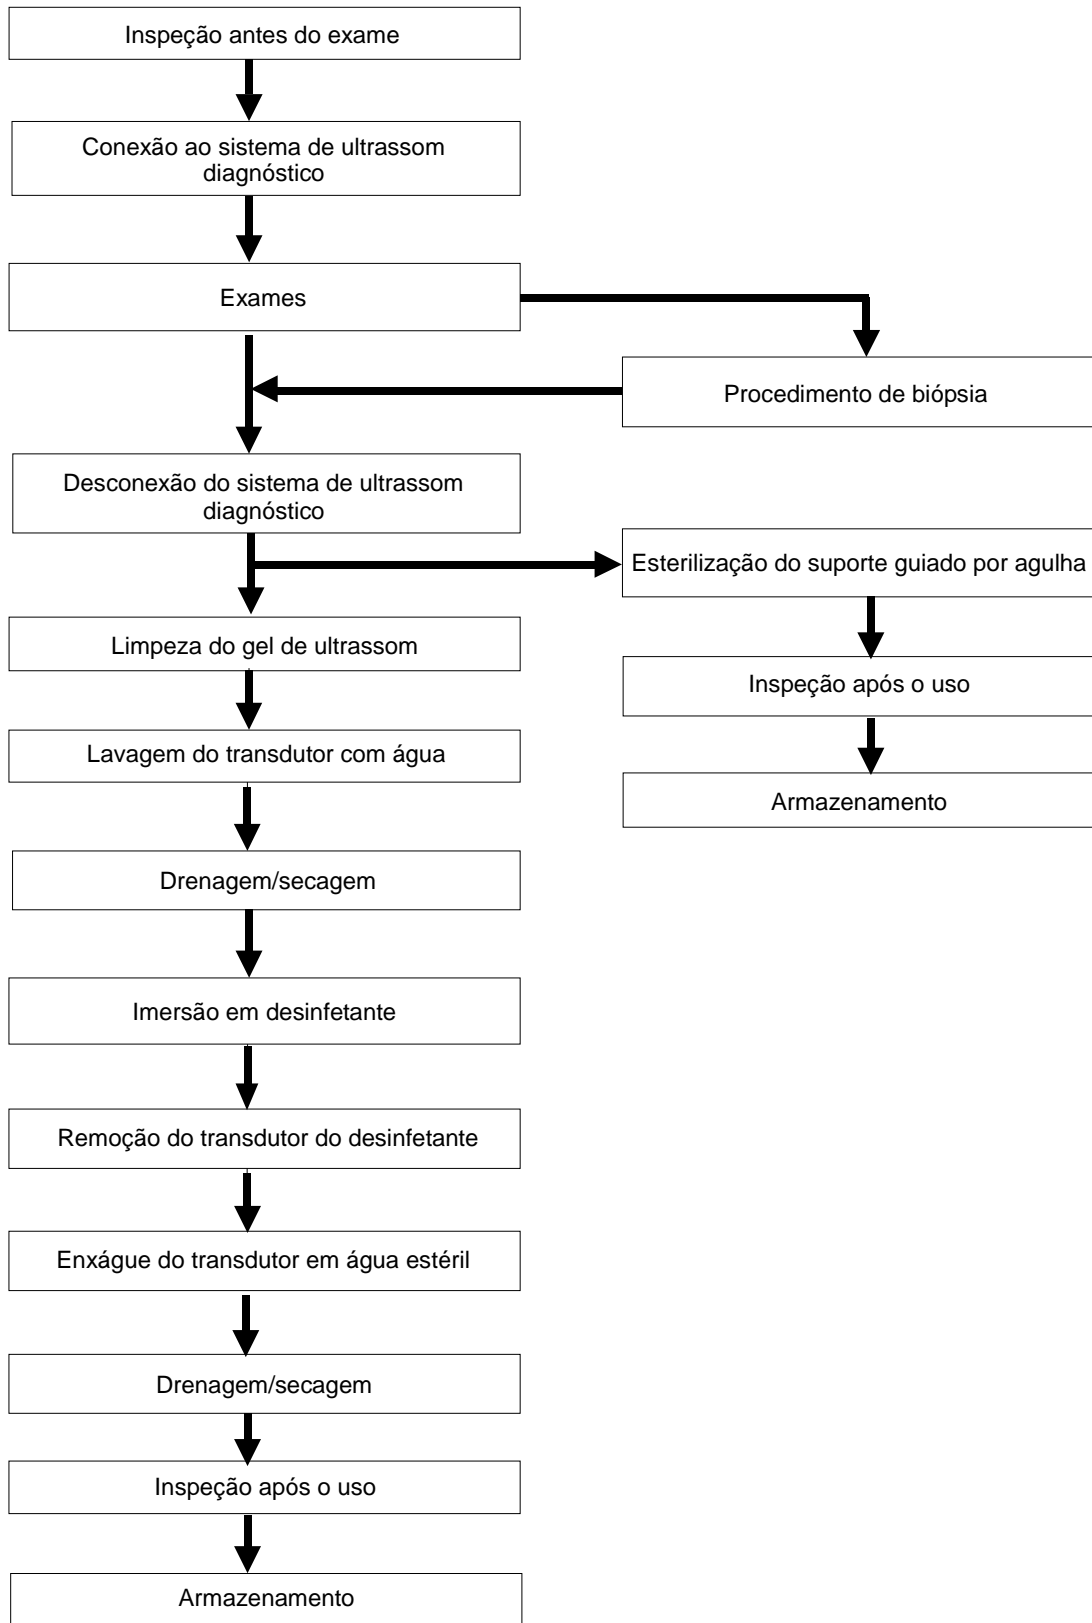 Inspeção antes do exame
Conexão ao sistema de ultrassom
diagnóstico
Exames
Procedimento de biópsia
Desconexão do sistema de ultrassom
diagnóstico
Esterilização do suporte guiado por agulha
Limpeza do gel de ultrassom
Inspeção após o uso
Lavagem do transdutor com água
Armazenamento
Drenagem/secagem
Imersão em desinfetante
Remoção do transdutor do desinfetante
Enxágue do transdutor em água estéril
Drenagem/secagem
Inspeção após o uso
Armazenamento